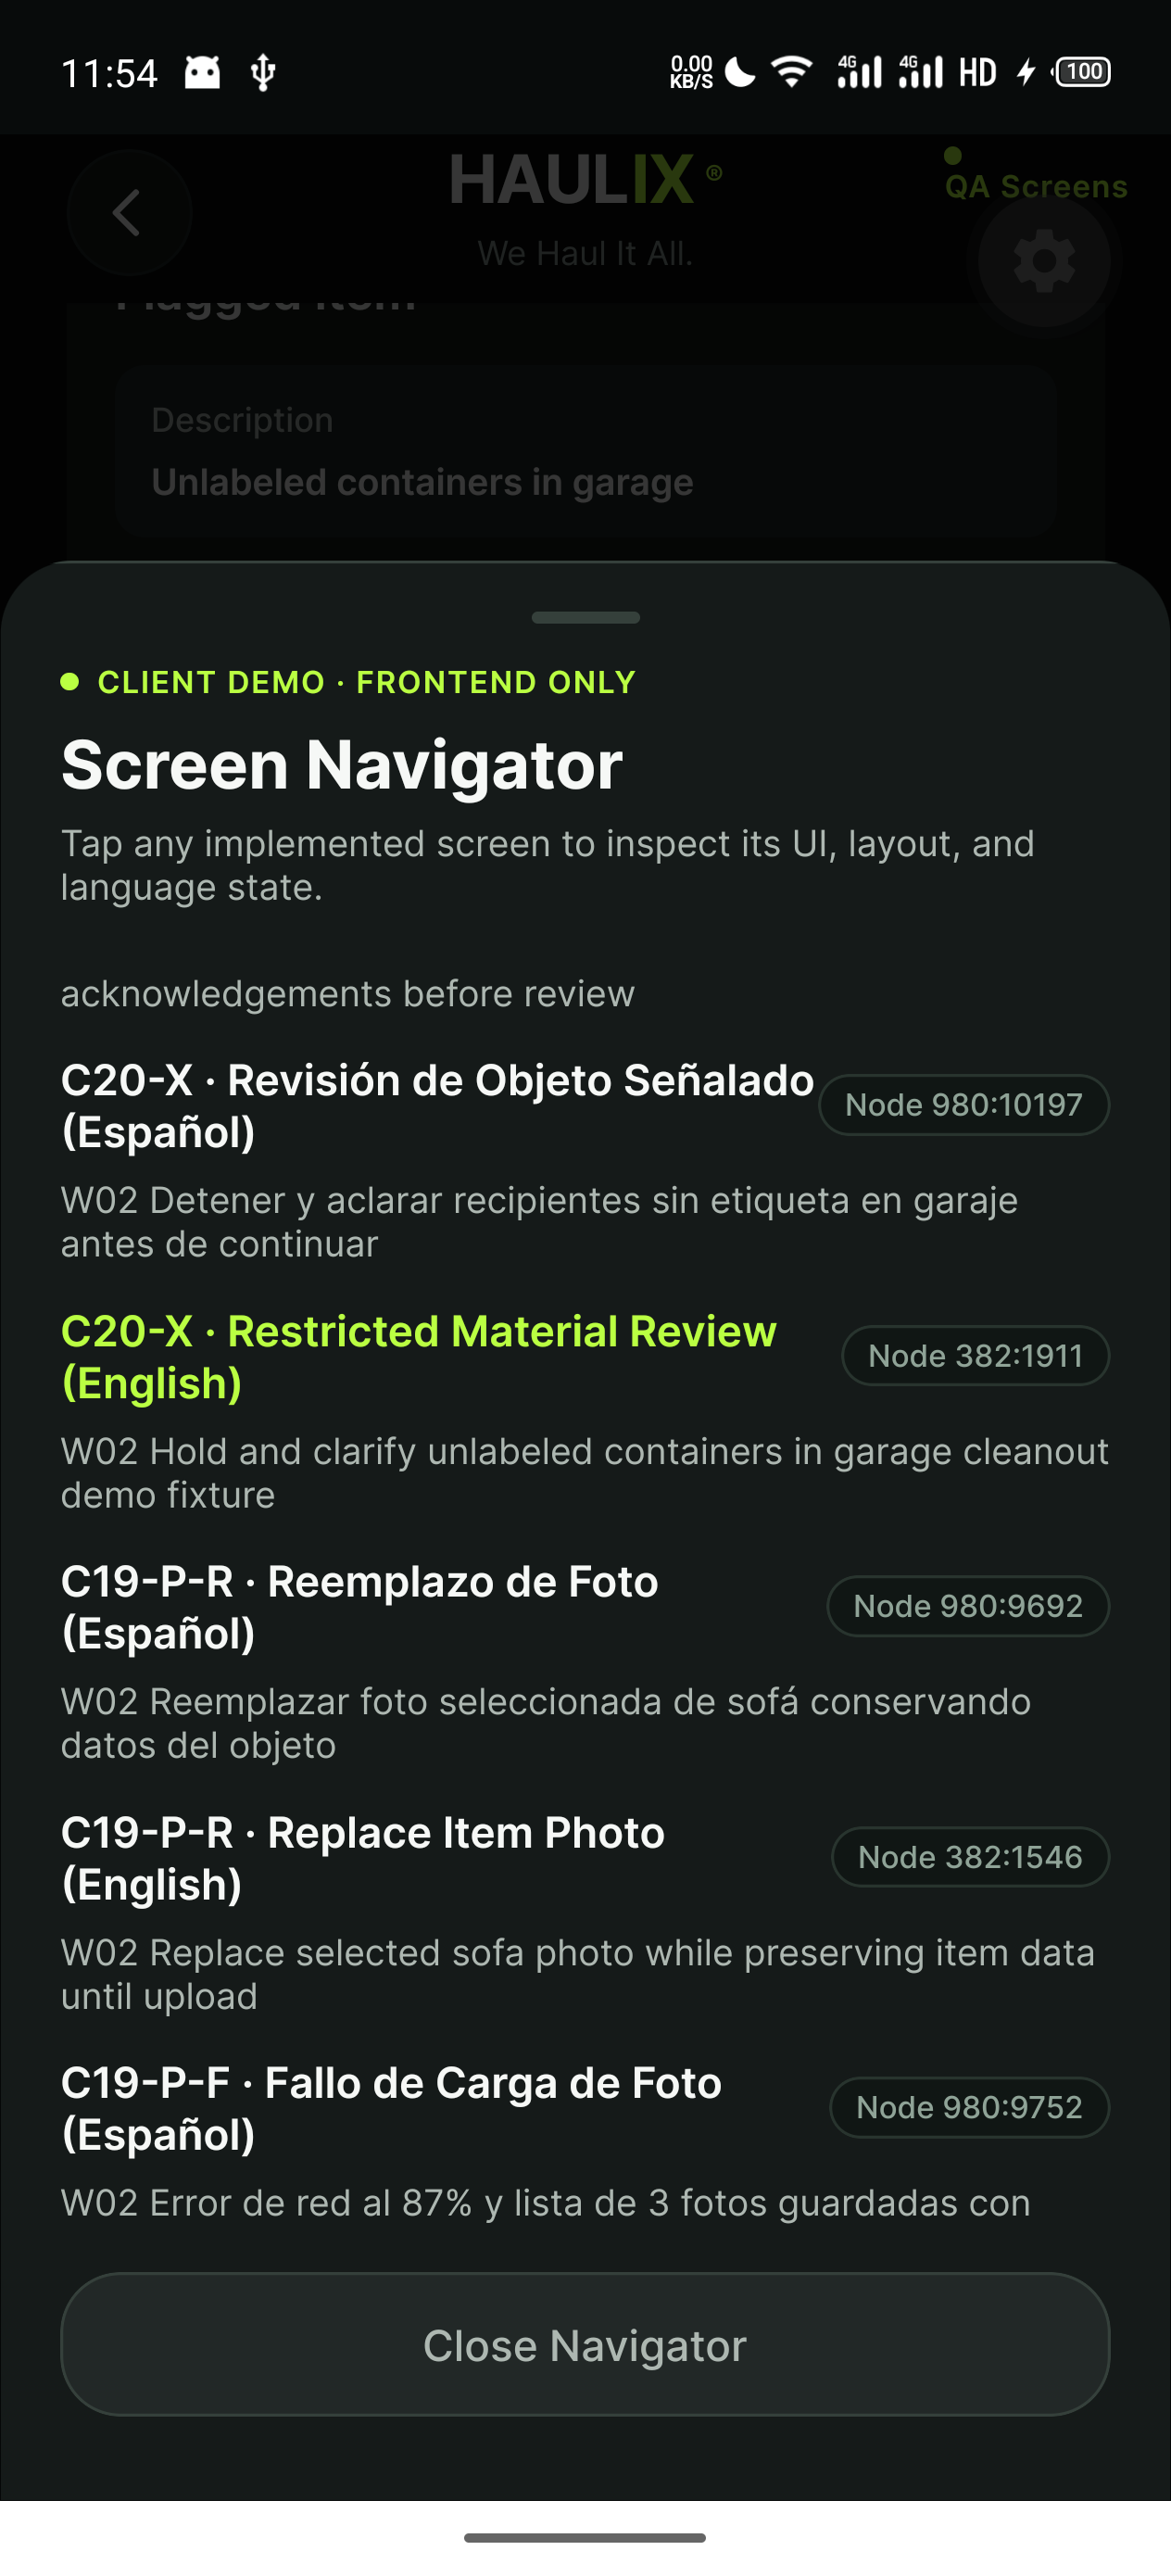 11:54
0.00
KB/S
4G
4G
HD
100
HAULIX®
QA Screens
We Haul It All.
Flagged Item
Description
Unlabeled containers in garage
CLIENT DEMO · FRONTEND ONLY
Screen Navigator
Tap any implemented screen to inspect its UI, layout, and
language state.
acknowledgements before review
C20-X · Revisión de Objeto Señalado
(Español)
Node 980:10197
W02 Detener y aclarar recipientes sin etiqueta en garaje
antes de continuar
C20-X · Restricted Material Review
(English)
Node 382:1911
W02 Hold and clarify unlabeled containers in garage cleanout
demo fixture
C19-P-R · Reemplazo de Foto
(Español)
Node 980:9692
W02 Reemplazar foto seleccionada de sofá conservando
datos del objeto
C19-P-R · Replace Item Photo
(English)
Node 382:1546
W02 Replace selected sofa photo while preserving item data
until upload
C19-P-F · Fallo de Carga de Foto
(Español)
Node 980:9752
W02 Error de red al 87% y lista de 3 fotos guardadas con
Close Navigator